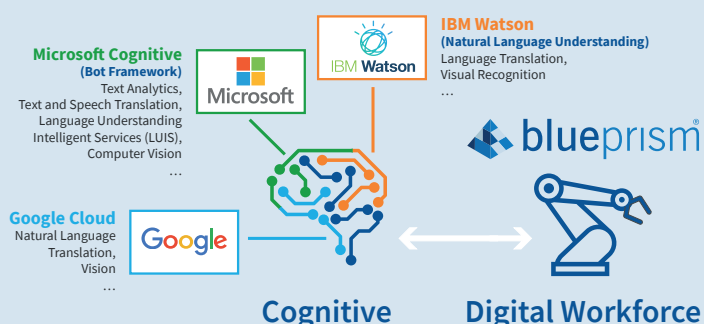 Microsoft Cognitive
(Bot Framework)
Text Analytics,
Text and Speech Translation,
Language Understanding
Intelligent Services (LUIS),
Computer Vision
…
Microsoft
IBM Watson
IBM Watson
(Natural Language Understanding)
Language Translation,
Visual Recognition
…
blueprism®
Google Cloud
Natural Language
Translation,
Vision
…
Google
Cognitive
Digital Workforce